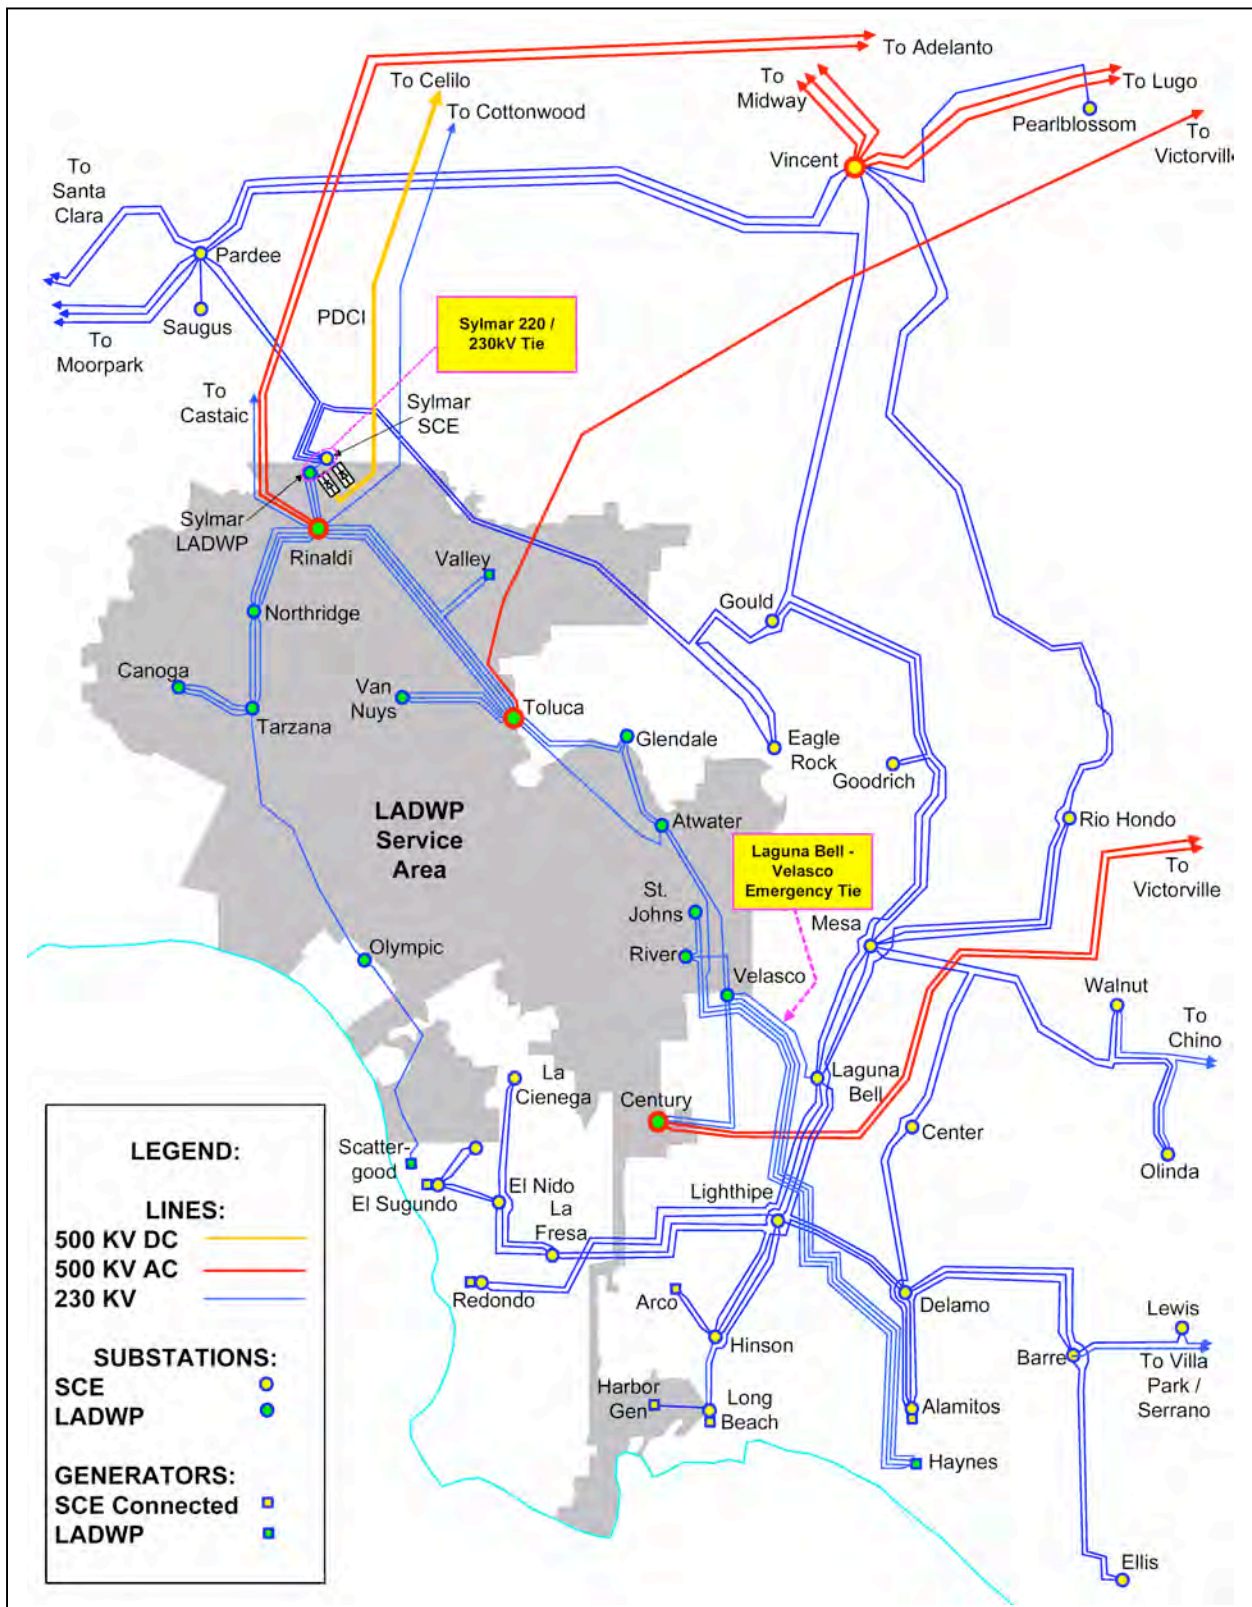 To Adelanto
To Celilo
To
Midway
To Lugo
To Cottonwood
Pearlblossom
To
Victorville
Vincent
To
Santa
Clara
Pardee
Saugus
To
Moorpark
PDCI
Sylmar 220 /
230kV Tie
To
Castaic
Sylmar
SCE
Sylmar
LADWP
Rinaldi
Valley
Northridge
Gould
Canoga
Tarzana
Van
Nuys
Toluca
Glendale
Eagle
Rock
Goodrich
LADWP
Service
Area
Atwater
Rio Hondo
Laguna Bell -
Velasco
Emergency Tie
To
Victorville
St.
Johns
Mesa
River
Olympic
Velasco
Walnut
To
Chino
La
Cienega
Laguna
Bell
Century
Center
Olinda
Scatter-
good
El Sugundo
El Nido
La
Fresa
Lighthipe
Redondo
Arco
Delamo
Lewis
Hinson
Barre
To Villa
Park /
Serrano
Harbor
Gen
Long
Beach
Alamitos
Haynes
Ellis
LEGEND:
LINES:
500 KV DC
500 KV AC
230 KV
SUBSTATIONS:
SCE
LADWP
GENERATORS:
SCE Connected
LADWP